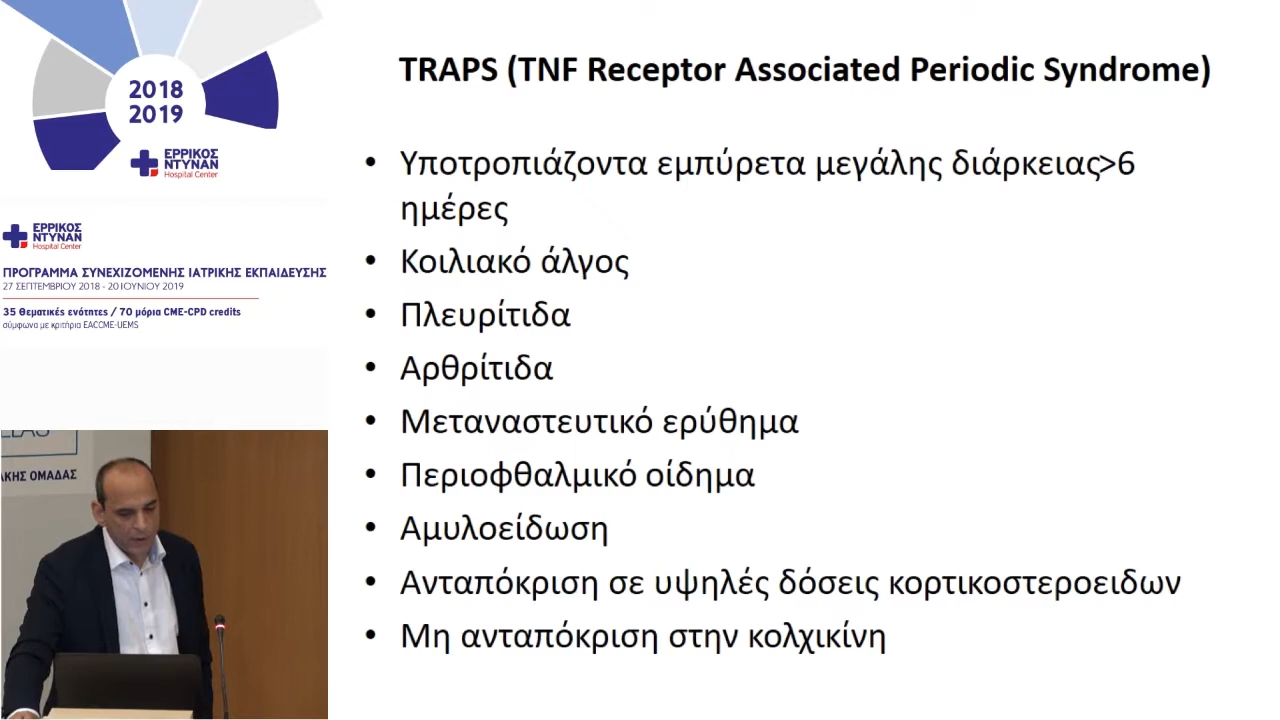 2018
2019
ΕΡΡΙΚΟΣ
ΝΤΥΝΑΝ
Hospital Center
ΕΡΡΙΚΟΣ
ΝΤΥΝΑΝ
Hospital Center
ΠΡΟΓΡΑΜΜΑ ΣΥΝΕΧΙΖΟΜΕΝΗΣ ΙΑΤΡΙΚΗΣ ΕΚΠΑΙΔΕΥΣΗΣ
27 ΣΕΠΤΕΜΒΡΙΟΥ 2018 - 20 ΙΟΥΝΙΟΥ 2019
35 Θεματικές ενότητες / 70 μόρια CME-CPD credits
σύμφωνα με κριτήρια EACCME-UEMS
ΟΜΑΔΑΣ
TRAPS (TNF Receptor Associated Periodic Syndrome)
• Υποτροπιάζοντα εμπύρετα μεγάλης διάρκειας>6
ημέρες
• Κοιλιακό άλγος
• Πλευρίτιδα
• Αρθρίτιδα
• Μεταναστευτικό ερύθημα
• Περιοφθαλμικό οίδημα
• Αμυλοείδωση
• Ανταπόκριση σε υψηλές δόσεις κορτικοστεροειδων
• Μη ανταπόκριση στην κολχικίνη